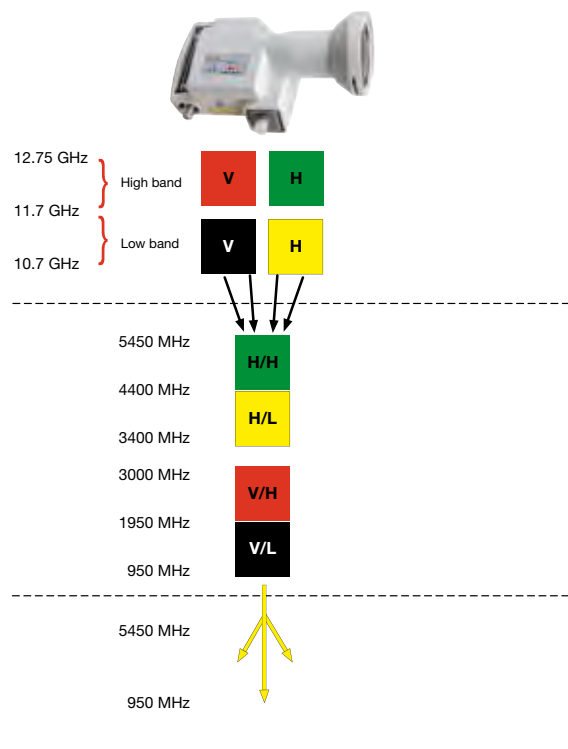 12.75 GHz
High band
V
H
11.7 GHz
Low band
V
H
10.7 GHz
5450 MHz
H/H
4400 MHz
H/L
3400 MHz
3000 MHz
V/H
1950 MHz
V/L
950 MHz
5450 MHz
950 MHz